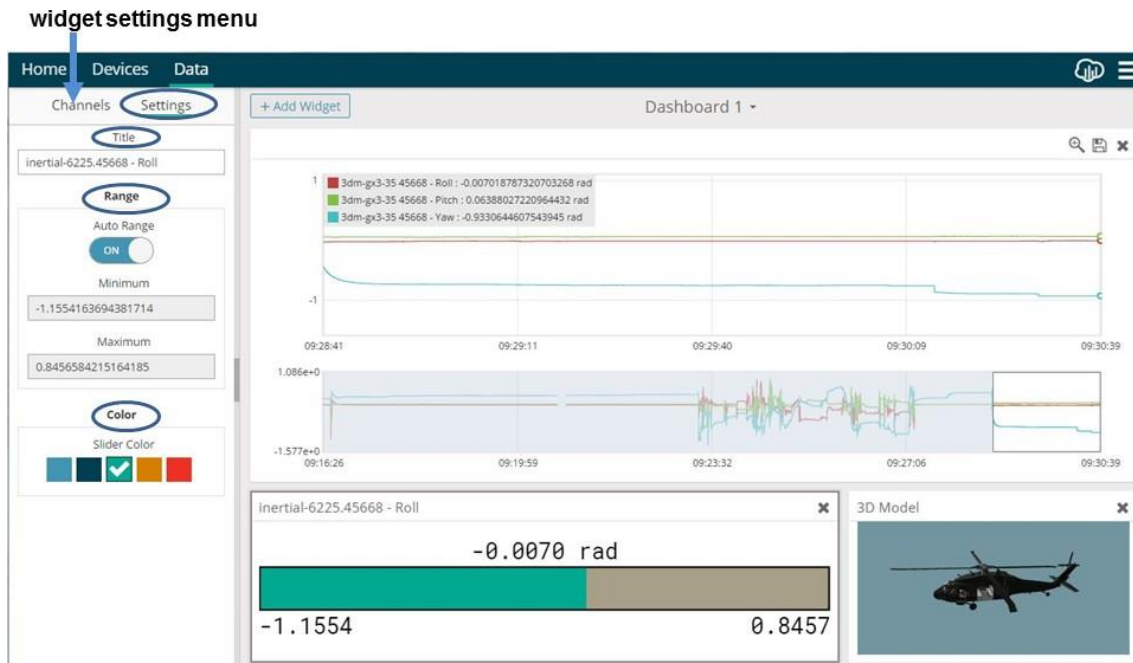 widget settings menu
Home Devices Data
Channels Settings
+ Add Widget
Dashboard 1
Title
inertial-6225.45668 - Roll
Range
Auto Range
ON
Minimum
-1.1554163694381714
Maximum
0.8456584215164185
Color
Slider Color
1
3dm-gx3-35 45668 - Roll : -0.007018787320703268 rad
3dm-gx3-35 45668 - Pitch : 0.06388027220964432 rad
3dm-gx3-35 45668 - Yaw : -0.9330644607543945 rad
-1
09:28:41 09:29:11 09:29:40 09:30:09 09:30:39
1.086e+0
-1.577e+0
09:16:26 09:19:59 09:23:32 09:27:06 09:30:39
inertial-6225.45668 - Roll
-0.0070 rad
-1.1554 0.8457
3D Model